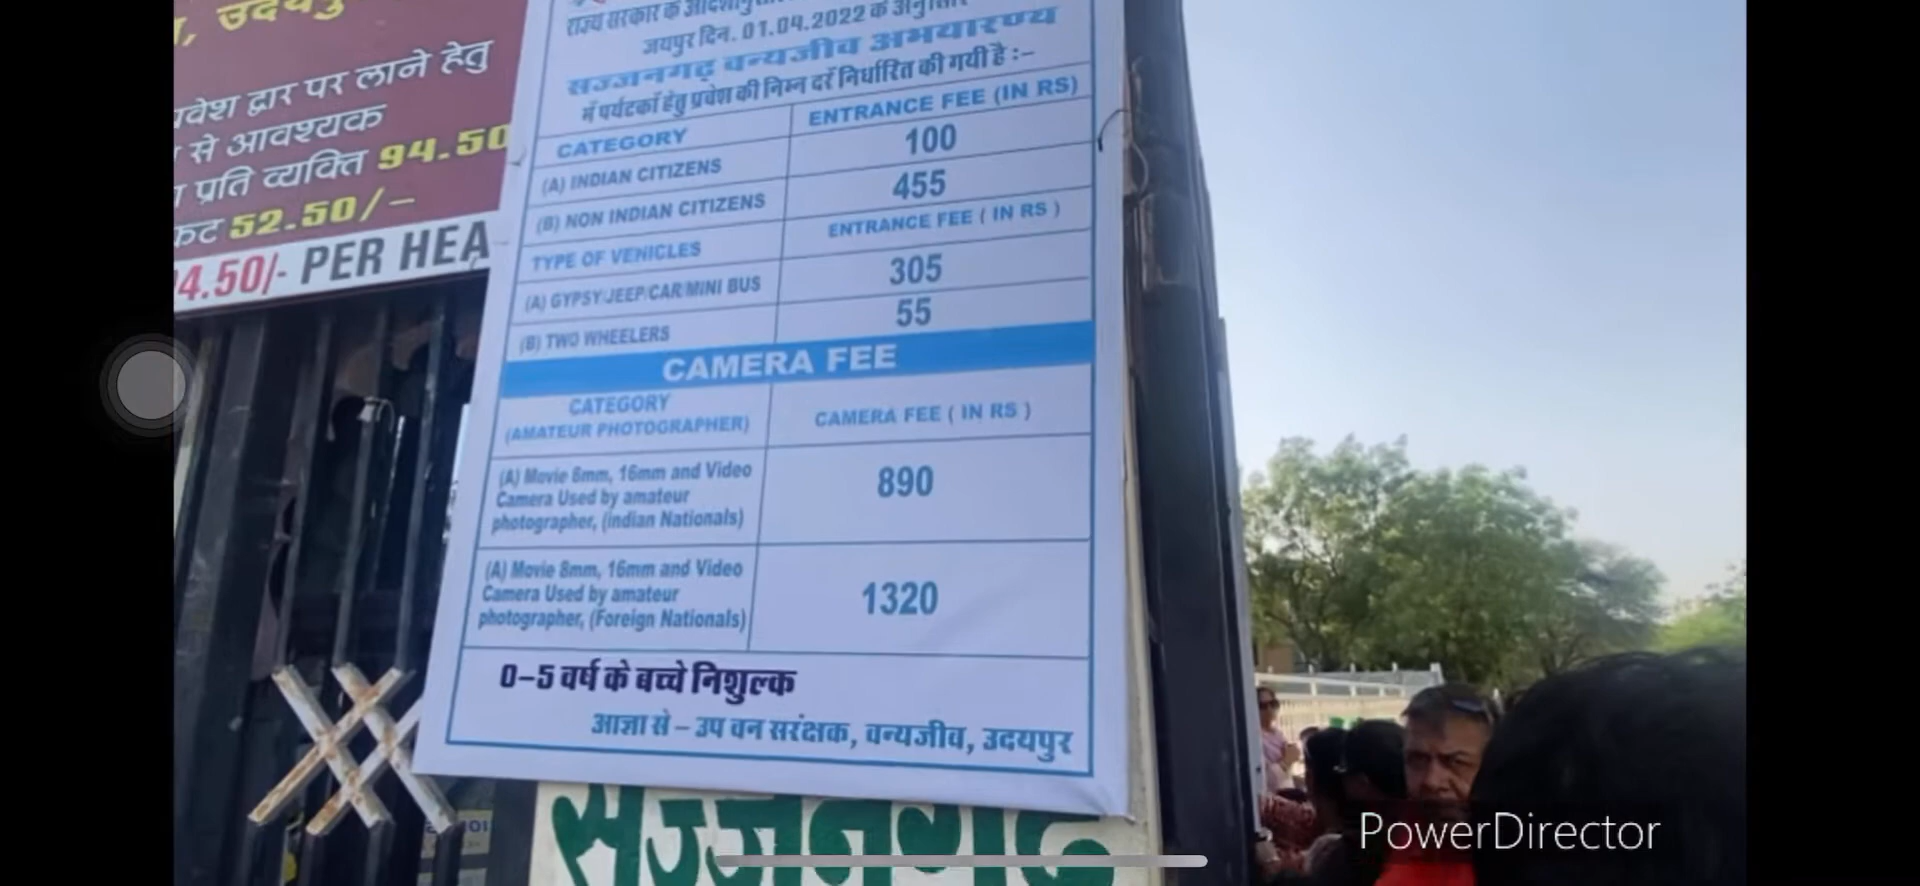 उदयपु
वेश द्वार पर लाने हेतु
से आवश्यक
प्रति व्यक्ति 94.50
कट 52.50/-
4.50/- PER HEA
राज्य सरकार के
जयपुर दिन. 01.04.2022 के अनुसार
सज्जनगढ़ वन्यजीव अभयारण्य
में पर्यटकों हेतु प्रवेश की निम्न दरें निर्धारित की गयी है :-
CATEGORY ENTRANCE FEE (IN RS)
(A) INDIAN CITIZENS 100
(B) NON INDIAN CITIZENS 455
TYPE OF VEHICLES ENTRANCE FEE ( IN RS )
(A) GYPSY/JEEP/CAR/MINI BUS 305
(B) TWO WHEELERS 55
CAMERA FEE
CATEGORY
(AMATEUR PHOTOGRAPHER) CAMERA FEE ( IN RS )
(A) Movie 8mm, 16mm and Video
Camera Used by amateur
photographer, (Indian Nationals)
890
(A) Movie 8mm, 16mm and Video
Camera Used by amateur
photographer, (Foreign Nationals)
1320
0-5 वर्ष के बच्चे निशुल्क
आज्ञा से - उप वन सरंक्षक, वन्यजीव, उदयपुर
सज्जनगढ
PowerDirector